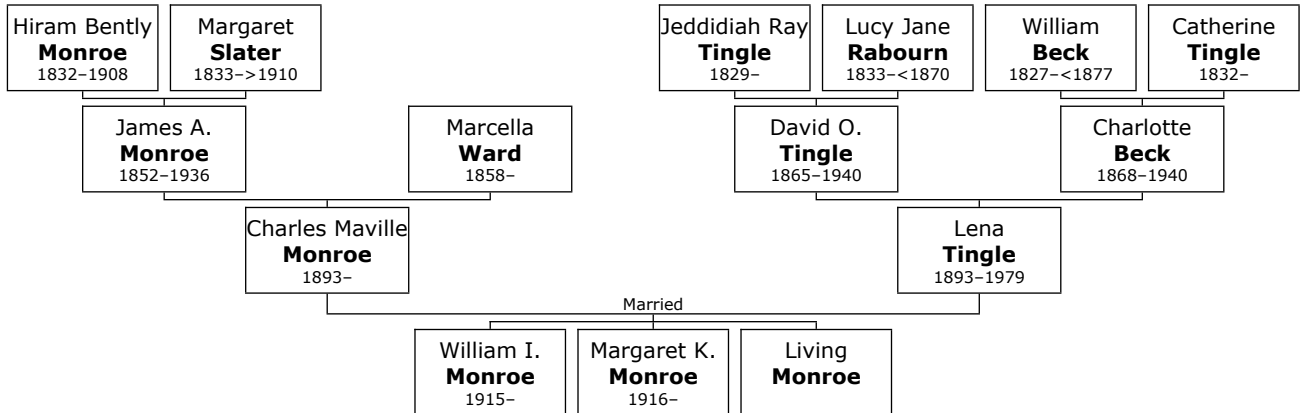 Hiram Bently
Monroe
1832–1908
Margaret
Slater
1833–>1910
Jeddidiah Ray
Tingle
1829–
Lucy Jane
Rabourn
1833–<1870
William
Beck
1827–<1877
Catherine
Tingle
1832–
James A.
Monroe
1852–1936
Marcella
Ward
1858–
David O.
Tingle
1865–1940
Charlotte
Beck
1868–1940
Charles Maville
Monroe
1893–
Lena
Tingle
1893–1979
Married
William I.
Monroe
1915–
Margaret K.
Monroe
1916–
Living
Monroe